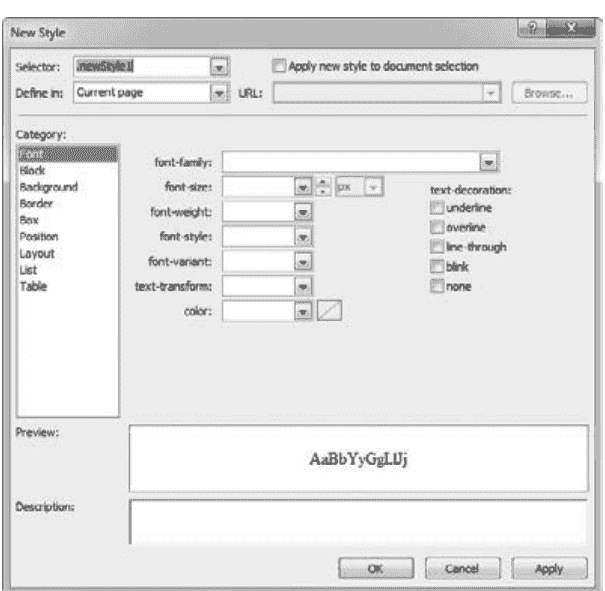 New Style
Selector: .newStyle1 Apply new style to document selection
Define in: Current page URL: Browse...
Category:
Font
Block
Background
Border
Box
Position
Layout
List
Table
font-family:
font-size: px
font-weight:
font-style:
font-variant:
text-transform:
color:
text-decoration:
underline
overline
line-through
blink
none
Preview:
AaBbYyGgLlJj
Description:
OK Cancel Apply